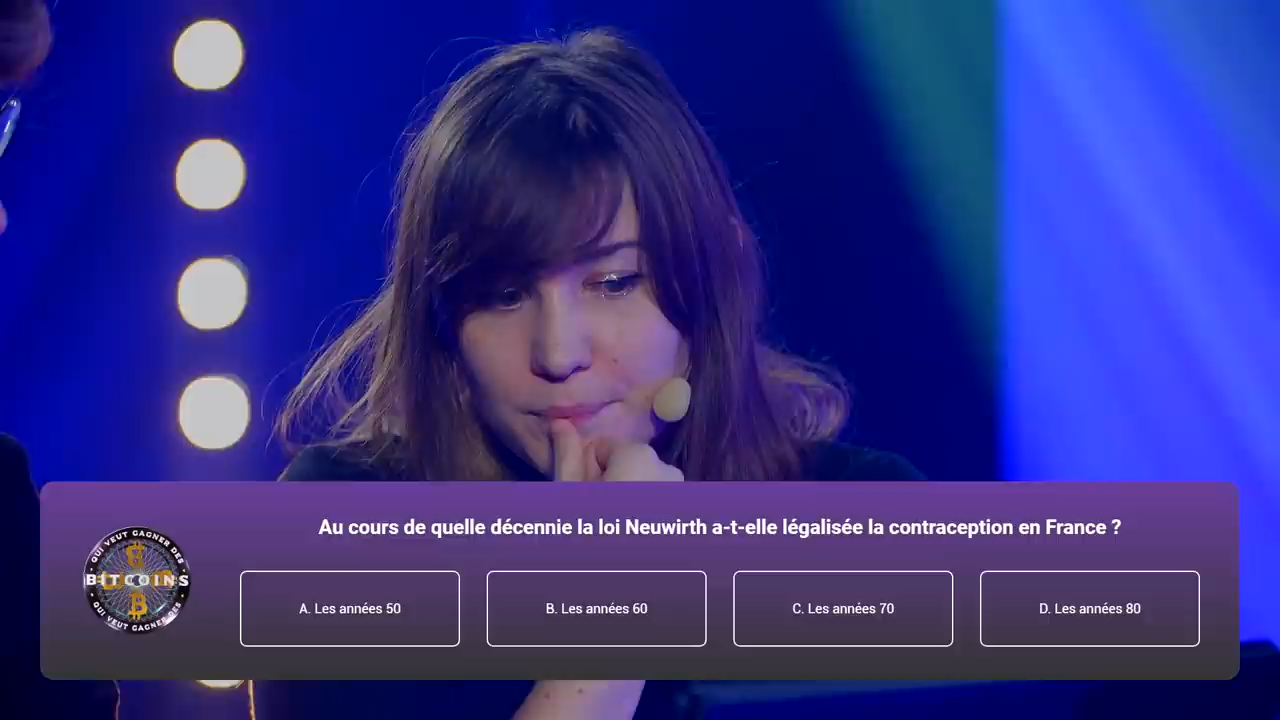 Au cours de quelle décennie la loi Neuwirth a-t-elle légalisée la contraception en France ?
QUI VEUT GAGNER DES
BITCOINS
QUI VEUT GAGNER DES
A. Les années 50
B. Les années 60
C. Les années 70
D. Les années 80